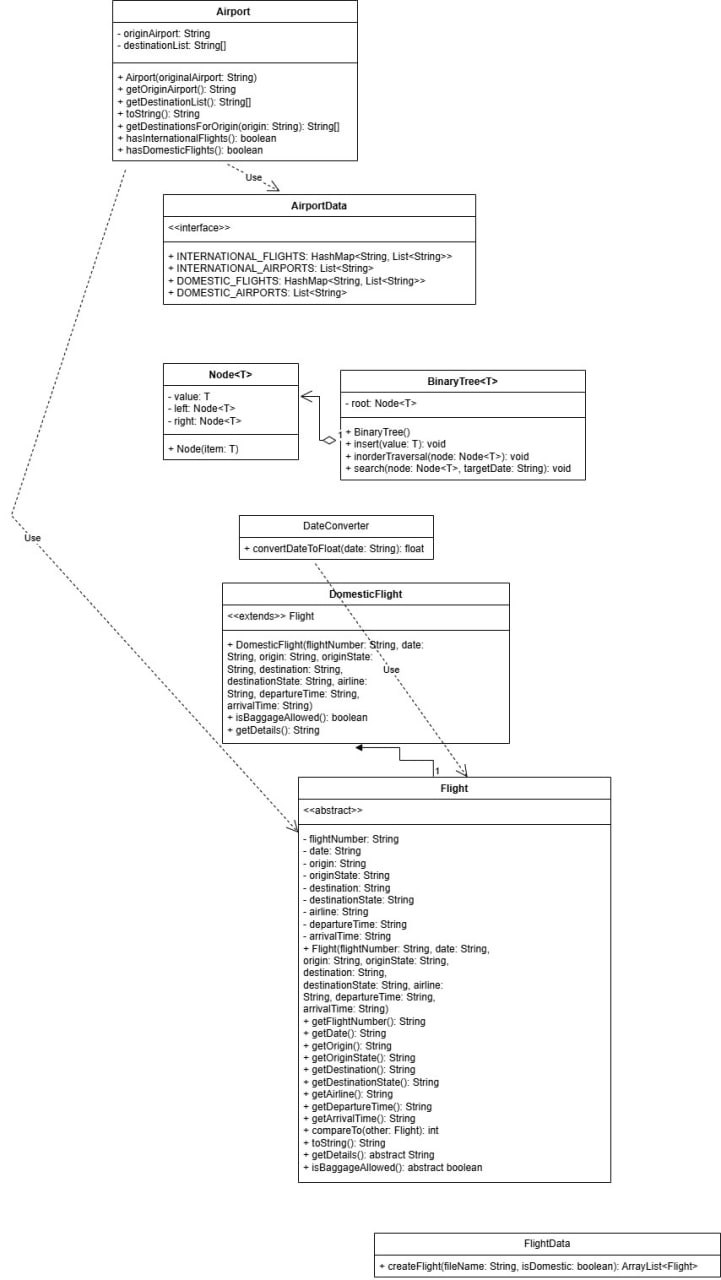 Airport
- originAirport: String
- destinationList: String[]
+ Airport(originalAirport: String)
+ getOriginAirport(): String
+ getDestinationList(): String[]
+ toString(): String
+ getDestinationsForOrigin(origin: String): String[]
+ hasInternationalFlights(): boolean
+ hasDomesticFlights(): boolean
Use
AirportData
<<interface>>
+ INTERNATIONAL_FLIGHTS: HashMap<String, List<String>>
+ INTERNATIONAL_AIRPORTS: List<String>
+ DOMESTIC_FLIGHTS: HashMap<String, List<String>>
+ DOMESTIC_AIRPORTS: List<String>
Node<T>
- value: T
- left: Node<T>
- right: Node<T>
+ Node(item: T)
BinaryTree<T>
- root: Node<T>
1
+ BinaryTree()
+ insert(value: T): void
+ inorderTraversal(node: Node<T>): void
+ search(node: Node<T>, targetDate: String): void
Use
DateConverter
+ convertDateToFloat(date: String): float
DomesticFlight
<<extends>> Flight
+ DomesticFlight(flightNumber: String, date:
String, origin: String, originState:
String, destination: String,
destinationState: String, airline:
String, departureTime: String,
arrivalTime: String)
+ isBaggageAllowed(): boolean
+ getDetails(): String
Use
1
Flight
<<abstract>>
- flightNumber: String
- date: String
- origin: String
- originState: String
- destination: String
- destinationState: String
- airline: String
- departureTime: String
- arrivalTime: String
+ Flight(flightNumber: String, date: String,
origin: String, originState: String,
destination: String,
destinationState: String, airline:
String, departureTime: String,
arrivalTime: String)
+ getFlightNumber(): String
+ getDate(): String
+ getOrigin(): String
+ getOriginState(): String
+ getDestination(): String
+ getDestinationState(): String
+ getAirline(): String
+ getDepartureTime(): String
+ getArrivalTime(): String
+ compareTo(other: Flight): int
+ toString(): String
+ getDetails(): abstract String
+ isBaggageAllowed(): abstract boolean
FlightData
+ createFlight(fileName: String, isDomestic: boolean): ArrayList<Flight>